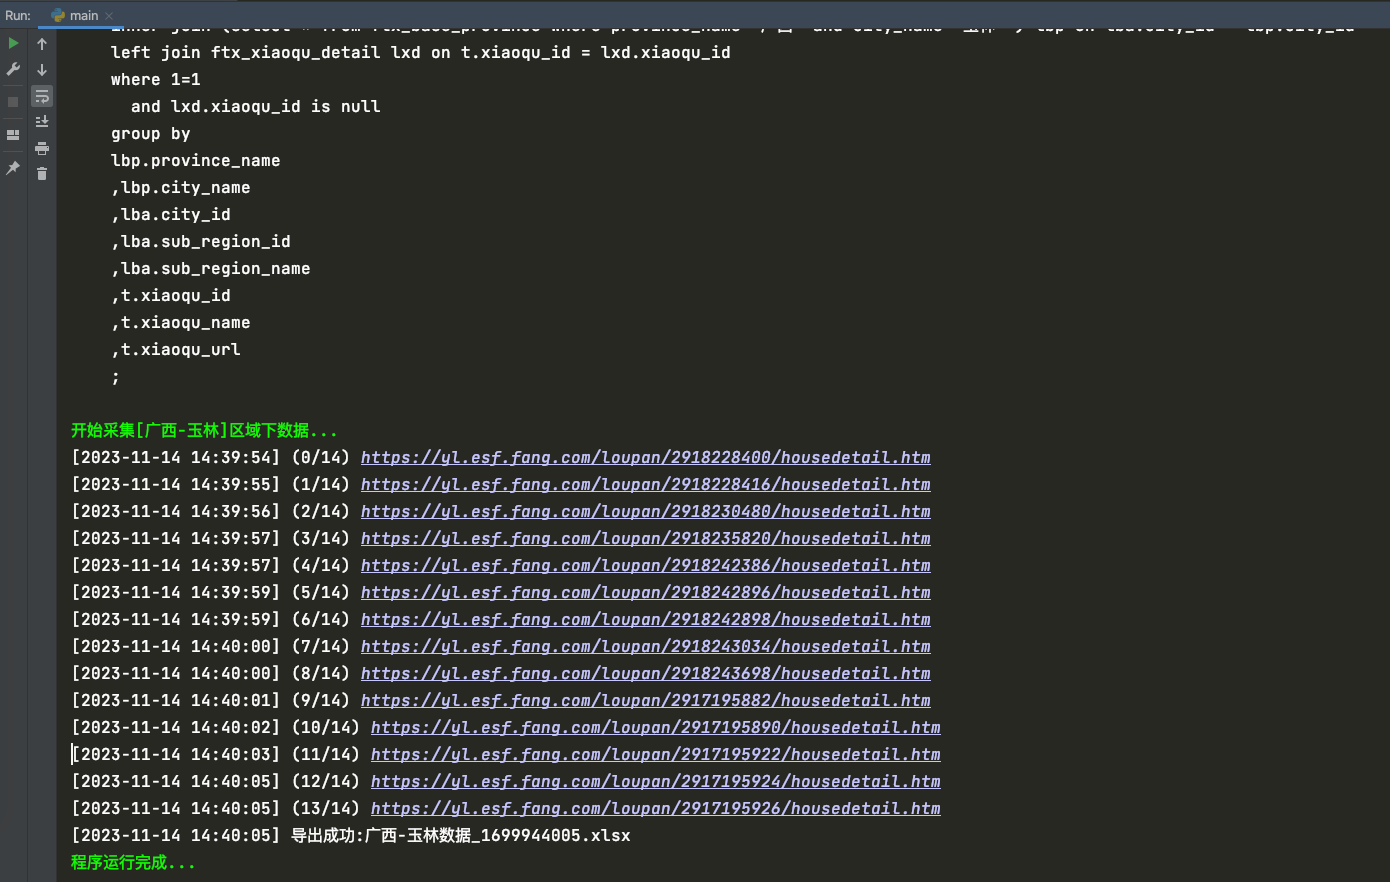 Run: main
left join ftx_xiaoqu_detail lxd on t.xiaoqu_id = lxd.xiaoqu_id
where 1=1
and lxd.xiaoqu_id is null
group by
lbp.province_name
,lbp.city_name
,lba.city_id
,lba.sub_region_id
,lba.sub_region_name
,t.xiaoqu_id
,t.xiaoqu_name
,t.xiaoqu_url
;
开始采集[广西-玉林]区域下数据...
[2023-11-14 14:39:54] (0/14) https://yl.esf.fang.com/loupan/2918228400/housedetail.htm
[2023-11-14 14:39:55] (1/14) https://yl.esf.fang.com/loupan/2918228416/housedetail.htm
[2023-11-14 14:39:56] (2/14) https://yl.esf.fang.com/loupan/2918230480/housedetail.htm
[2023-11-14 14:39:57] (3/14) https://yl.esf.fang.com/loupan/2918235820/housedetail.htm
[2023-11-14 14:39:57] (4/14) https://yl.esf.fang.com/loupan/2918242386/housedetail.htm
[2023-11-14 14:39:59] (5/14) https://yl.esf.fang.com/loupan/2918242896/housedetail.htm
[2023-11-14 14:39:59] (6/14) https://yl.esf.fang.com/loupan/2918242898/housedetail.htm
[2023-11-14 14:40:00] (7/14) https://yl.esf.fang.com/loupan/2918243034/housedetail.htm
[2023-11-14 14:40:00] (8/14) https://yl.esf.fang.com/loupan/2918243698/housedetail.htm
[2023-11-14 14:40:01] (9/14) https://yl.esf.fang.com/loupan/2917195882/housedetail.htm
[2023-11-14 14:40:02] (10/14) https://yl.esf.fang.com/loupan/2917195890/housedetail.htm
[2023-11-14 14:40:03] (11/14) https://yl.esf.fang.com/loupan/2917195922/housedetail.htm
[2023-11-14 14:40:05] (12/14) https://yl.esf.fang.com/loupan/2917195924/housedetail.htm
[2023-11-14 14:40:05] (13/14) https://yl.esf.fang.com/loupan/2917195926/housedetail.htm
[2023-11-14 14:40:05] 导出成功:广西-玉林数据_1699944005.xlsx
程序运行完成...